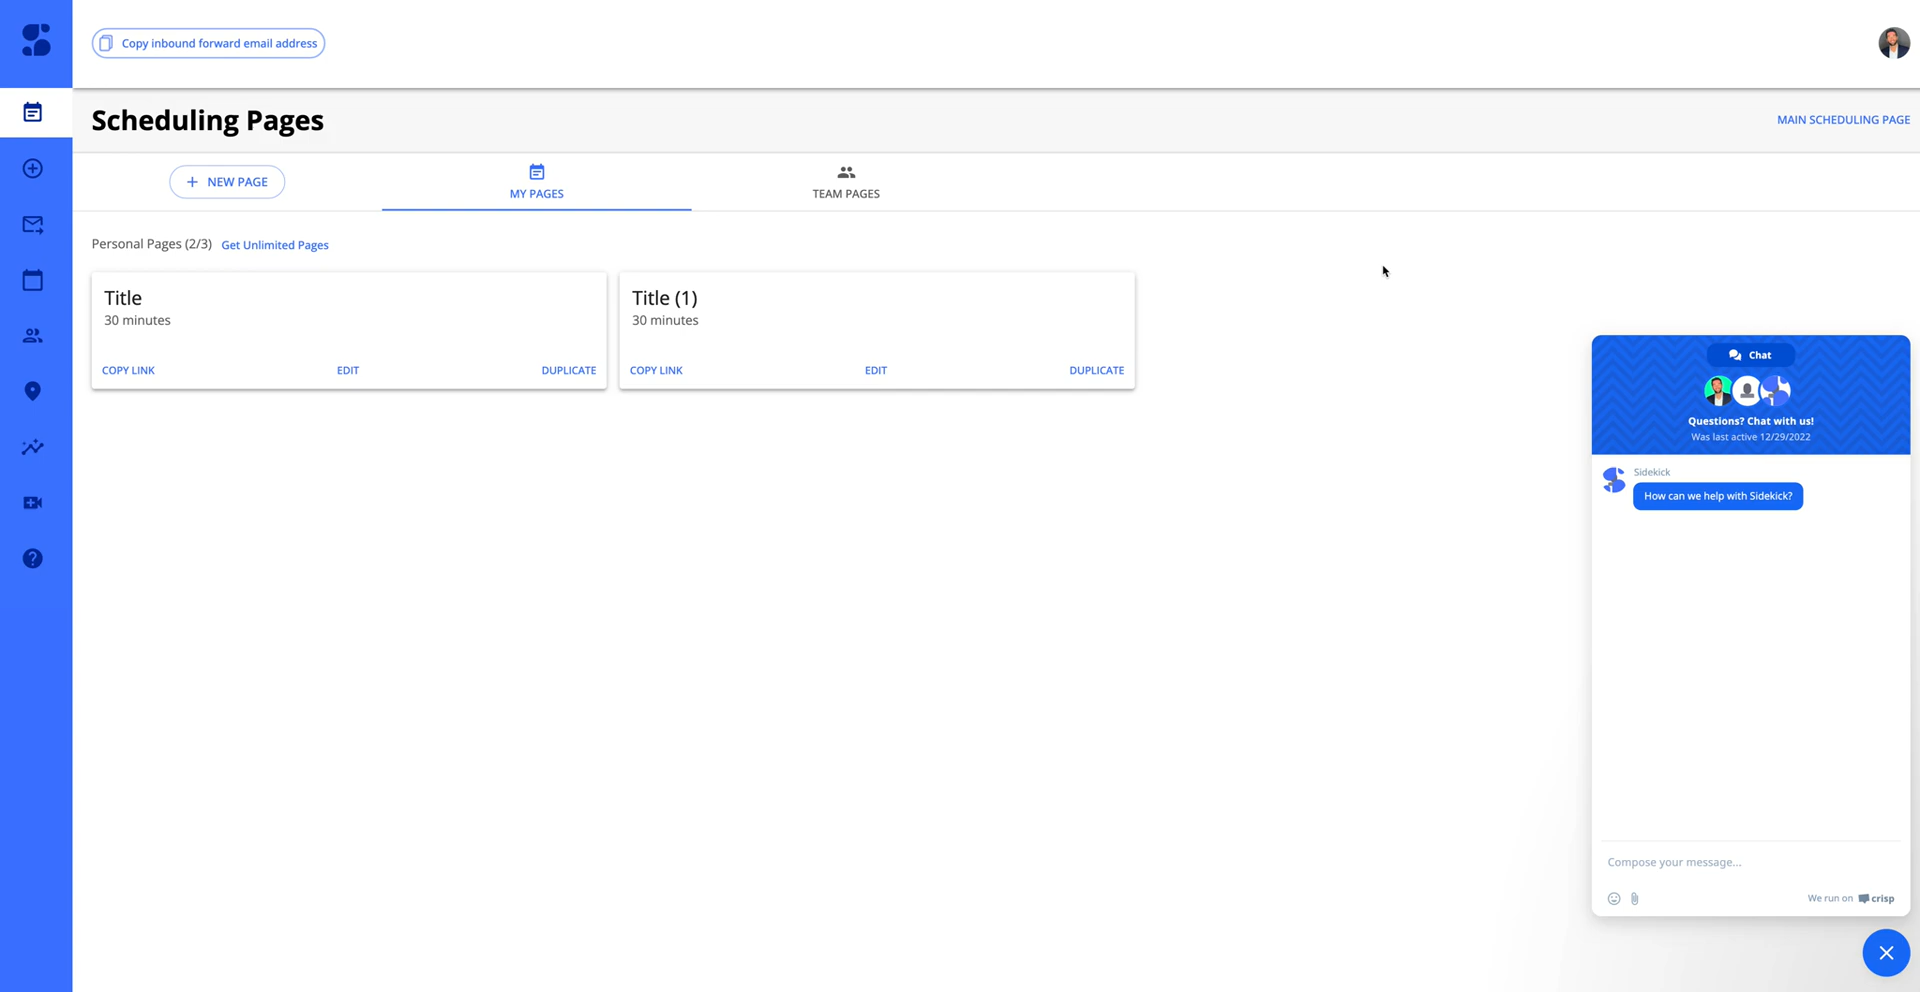 Copy inbound forward email address
Scheduling Pages
MAIN SCHEDULING PAGE
NEW PAGE
MY PAGES
TEAM PAGES
Personal Pages (2/3) Get Unlimited Pages
Title
30 minutes
COPY LINK EDIT DUPLICATE
Title (1)
30 minutes
COPY LINK EDIT DUPLICATE
Chat
Questions? Chat with us!
Was last active 12/29/2022
Sidekick
How can we help with Sidekick?
Compose your message...
We run on crisp